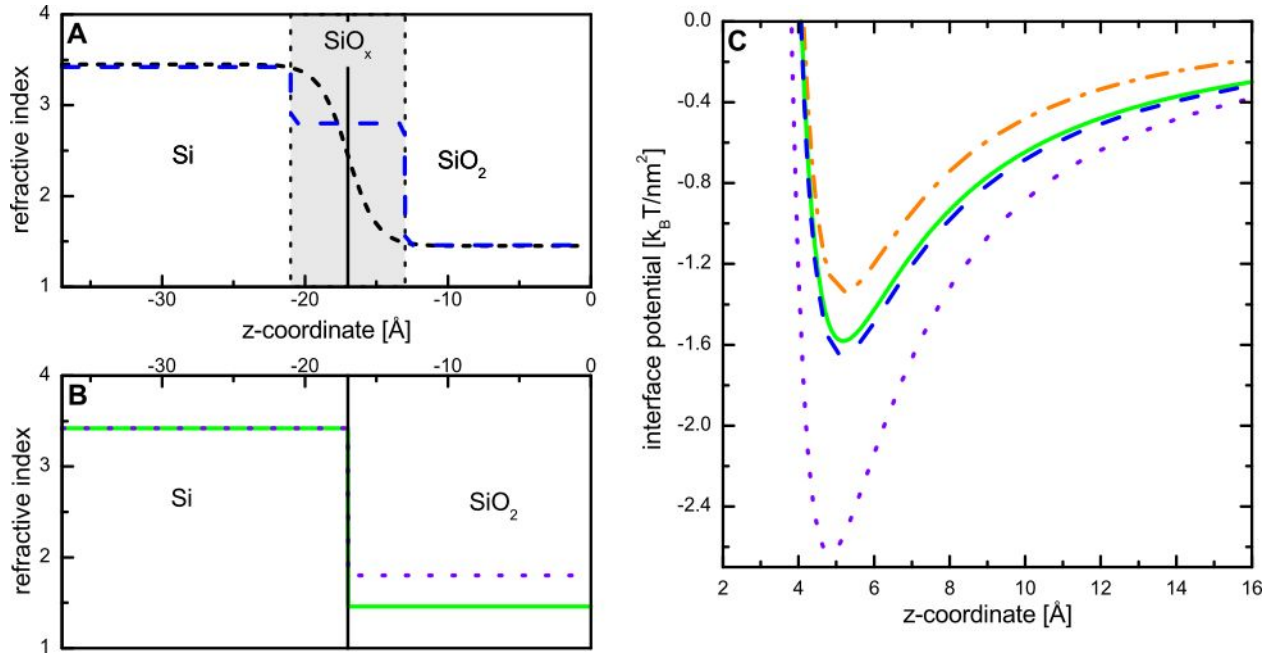 A
SiOₓ
Si
SiO₂
refractive index
4
3
2
1
-30
-20
-10
0
z-coordinate [Å]
-30
-20
-10
0
B
Si
SiO₂
refractive index
4
3
2
1
C
interface potential [k_BT/nm²]
0.0
-0.4
-0.8
-1.2
-1.6
-2.0
-2.4
2
4
6
8
10
12
14
16
z-coordinate [Å]